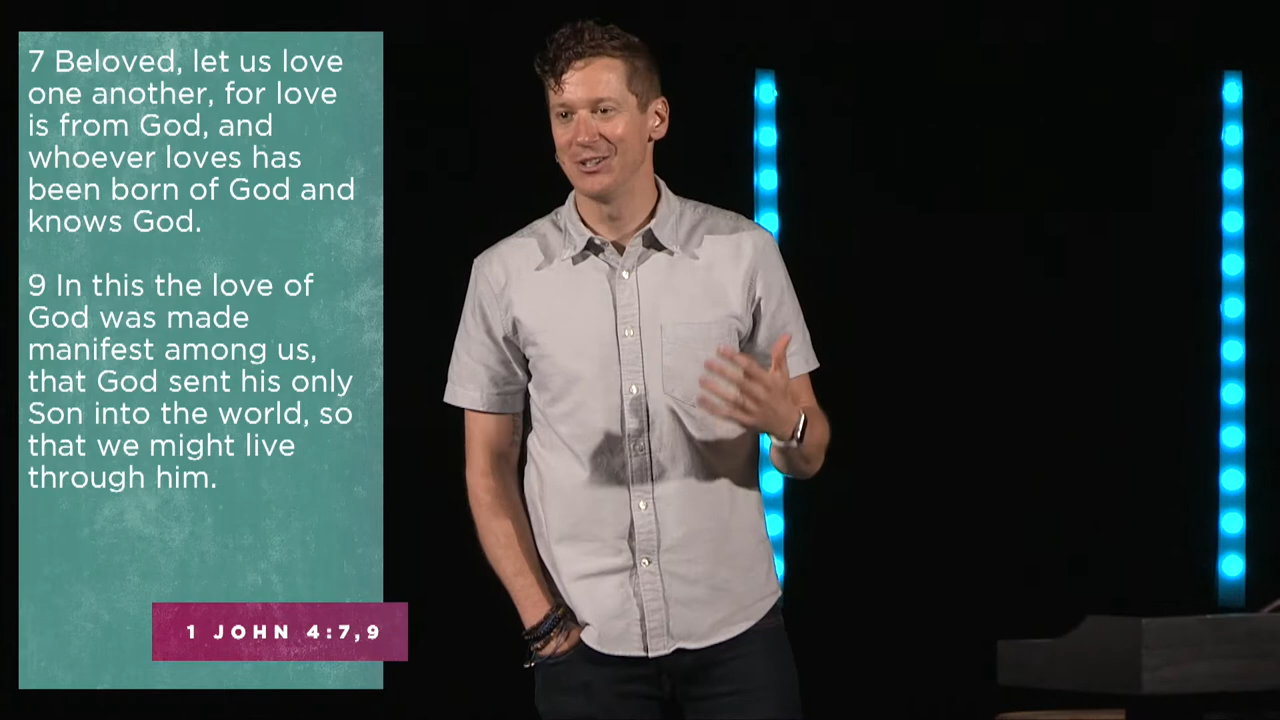 7 Beloved, let us love
one another, for love
is from God, and
whoever loves has
been born of God and
knows God.
9 In this the love of
God was made
manifest among us,
that God sent his only
Son into the world, so
that we might live
through him.
1 JOHN 4:7,9